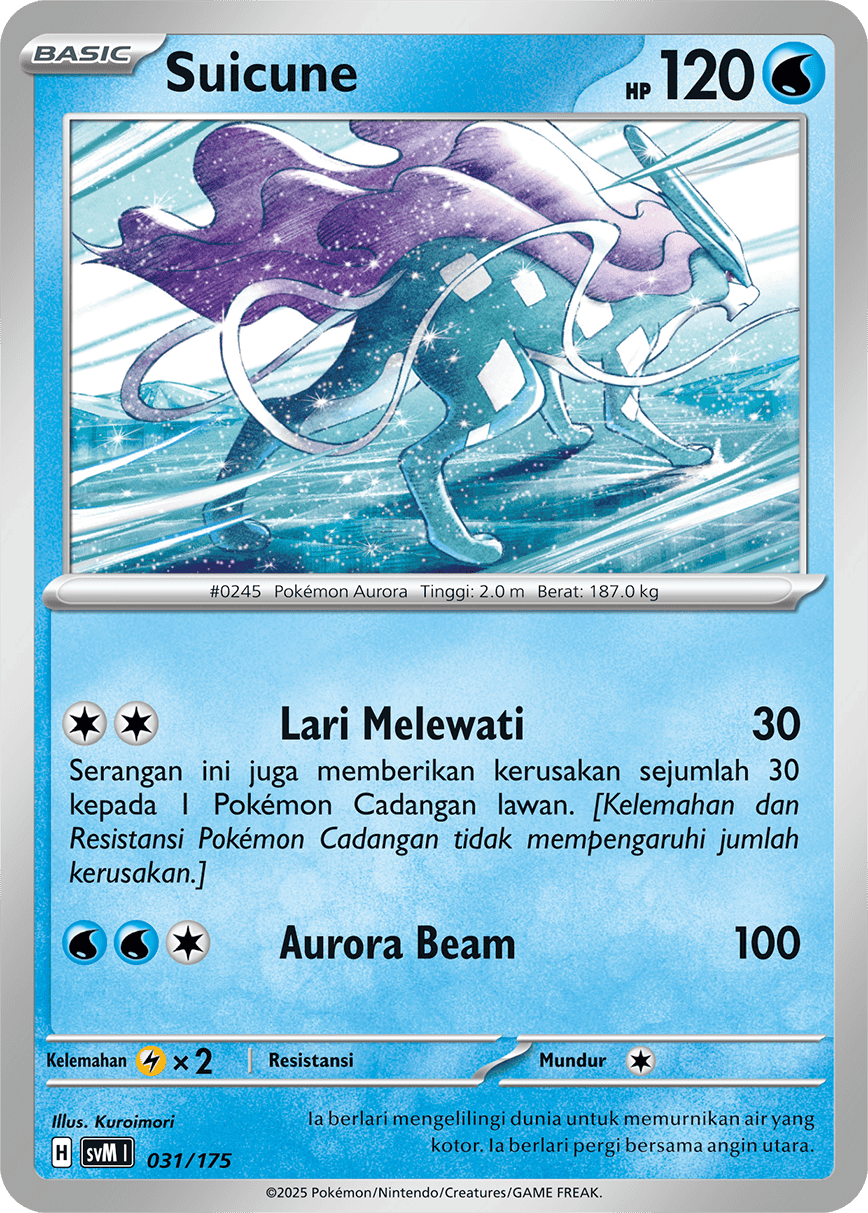 BASIC
Suicune
HP 120
#0245 Pokémon Aurora Tinggi: 2.0 m Berat: 187.0 kg
Lari Melewati 30
Serangan ini juga memberikan kerusakan sejumlah 30
kepada 1 Pokémon Cadangan lawan. [Kelemahan dan
Resistansi Pokémon Cadangan tidak mempengaruhi jumlah
kerusakan.]
Aurora Beam 100
Kelemahan ×2 Resistansi Mundur
Illus. Kuroimori
Ia berlari mengelilingi dunia untuk memurnikan air yang
kotor. Ia berlari pergi bersama angin utara.
H svM I 031/175
©2025 Pokémon/Nintendo/Creatures/GAME FREAK.